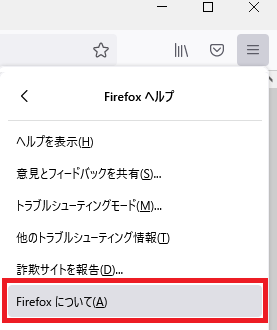 Firefox ヘルプ
ヘルプを表示(H)
意見とフィードバックを共有(S)...
トラブルシューティングモード(M)...
他のトラブルシューティング情報(T)
詐欺サイトを報告(D)...
Firefox について(A)